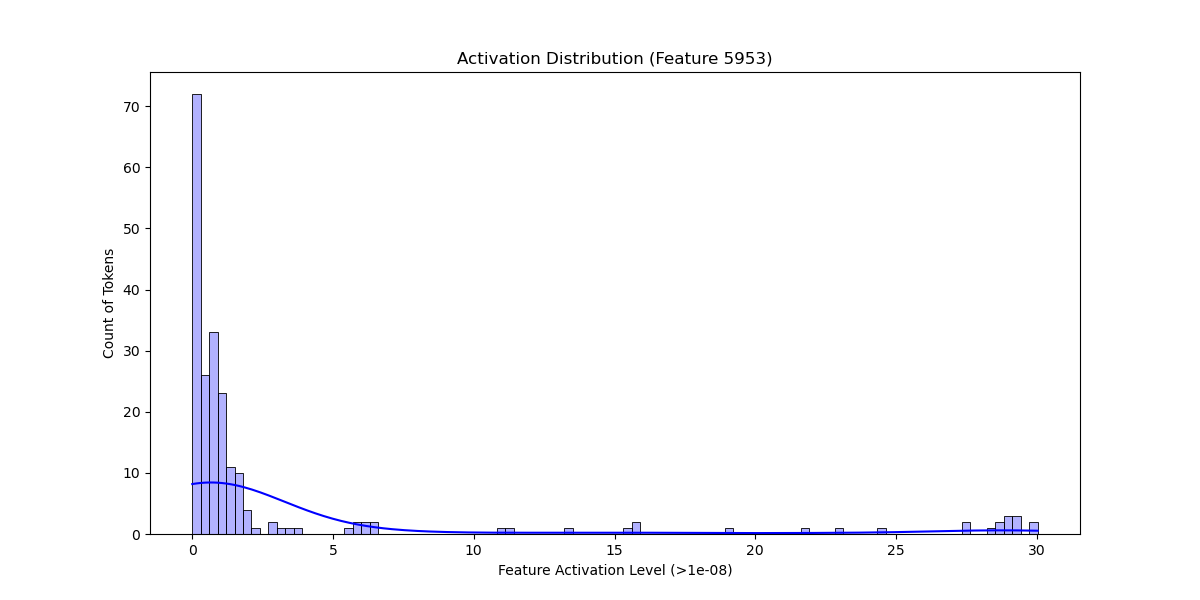 Activation Distribution (Feature 5953)
Count of Tokens
70
60
50
40
30
20
10
0
0 5 10 15 20 25 30
Feature Activation Level (>1e-08)